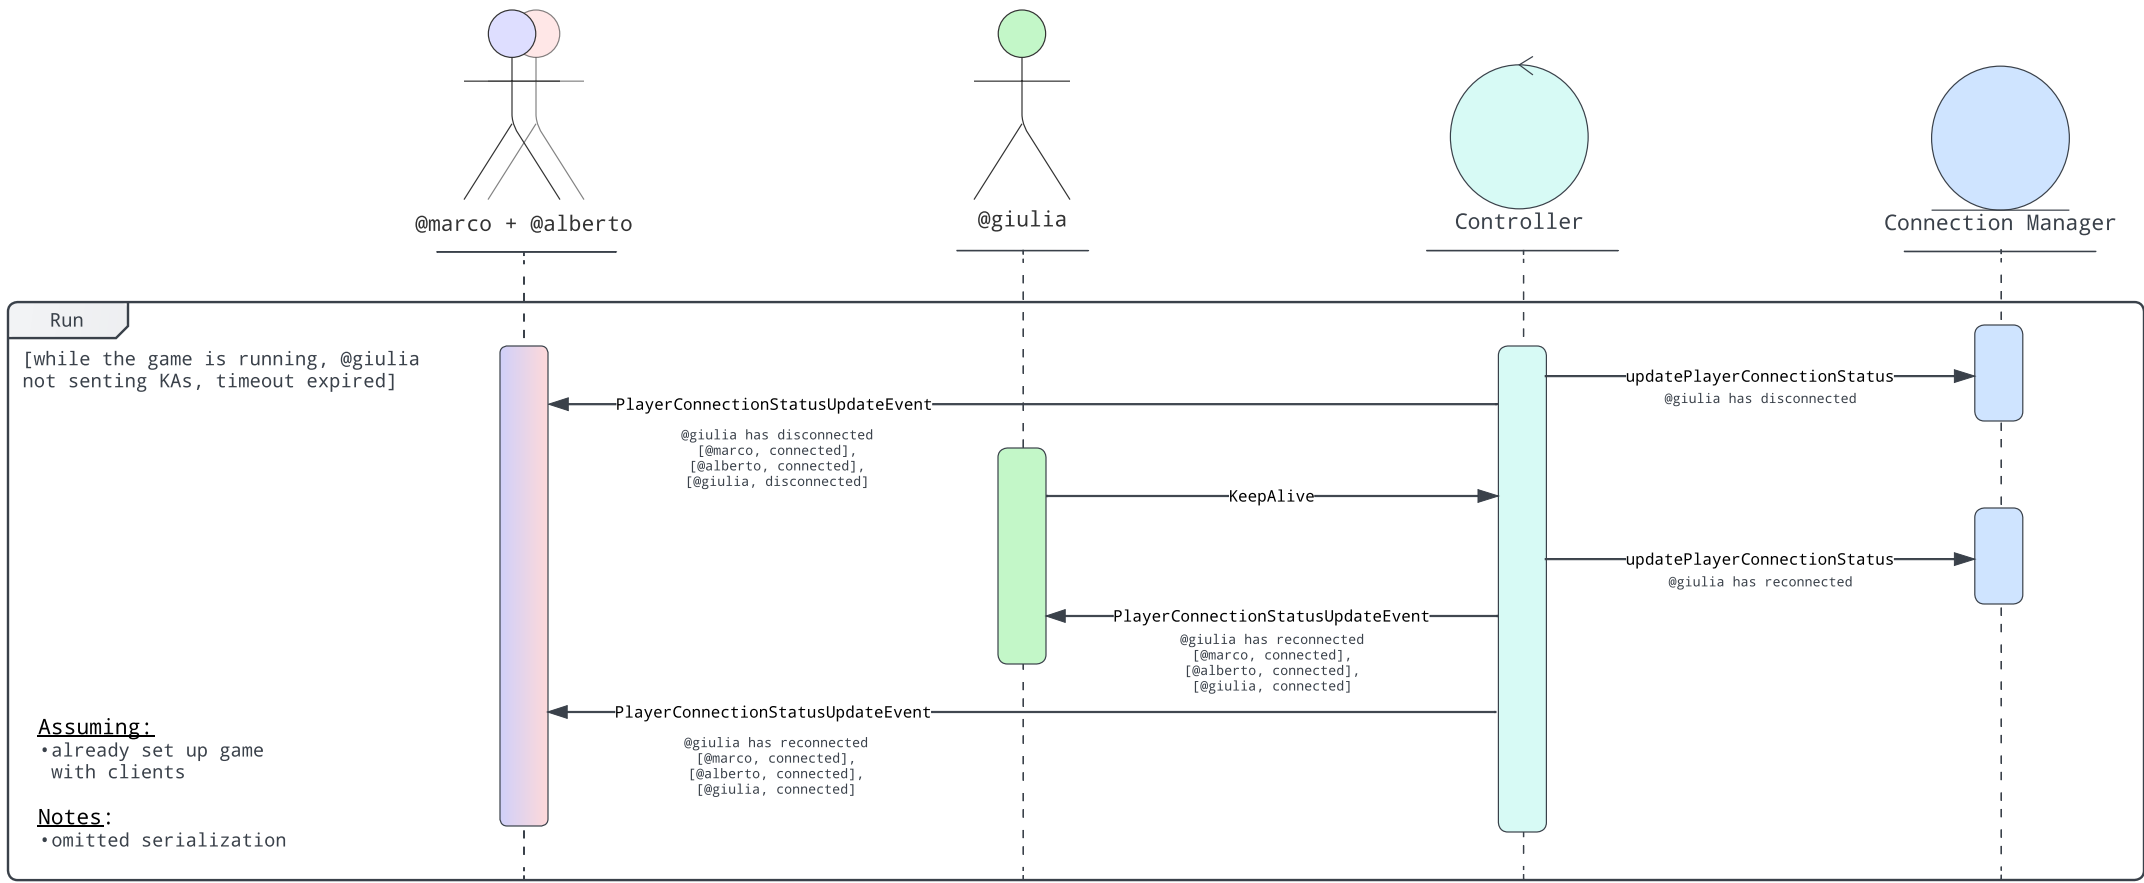 @marco + @alberto
@giulia
Controller
Connection Manager
Run
[while the game is running, @giulia
not senting KAs, timeout expired]
updatePlayerConnectionStatus
@giulia has disconnected
PlayerConnectionStatusUpdateEvent
@giulia has disconnected
[@marco, connected],
[@alberto, connected],
[@giulia, disconnected]
KeepAlive
updatePlayerConnectionStatus
@giulia has reconnected
PlayerConnectionStatusUpdateEvent
@giulia has reconnected
[@marco, connected],
[@alberto, connected],
[@giulia, connected]
PlayerConnectionStatusUpdateEvent
@giulia has reconnected
[@marco, connected],
[@alberto, connected],
[@giulia, connected]
Assuming:
•already set up game
with clients
Notes:
•omitted serialization